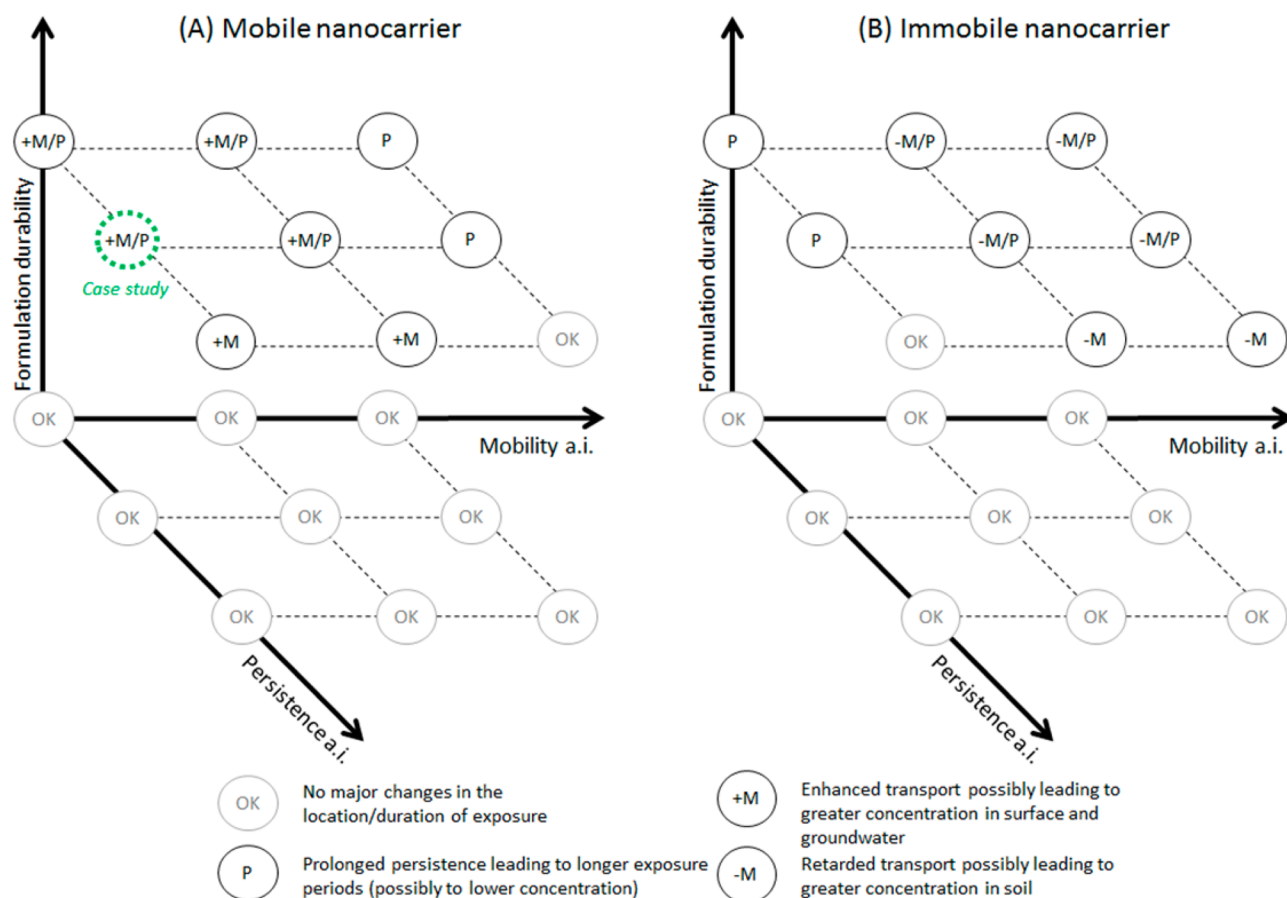 (A) Mobile nanocarrier
(B) Immobile nanocarrier
Formulation durability
+M/P
+M/P
P
+M/P
+M/P
P
Case study
+M
+M
OK
OK
OK
OK
Mobility a.i.
OK
OK
OK
OK
OK
OK
Persistence a.i.
Formulation durability
P
-M/P
-M/P
P
-M/P
-M/P
OK
-M
-M
OK
OK
OK
Mobility a.i.
OK
OK
OK
OK
OK
OK
Persistence a.i.
OK
No major changes in the
location/duration of exposure
P
Prolonged persistence leading to longer exposure
periods (possibly to lower concentration)
+M
Enhanced transport possibly leading to
greater concentration in surface and
groundwater
-M
Retarded transport possibly leading to
greater concentration in soil